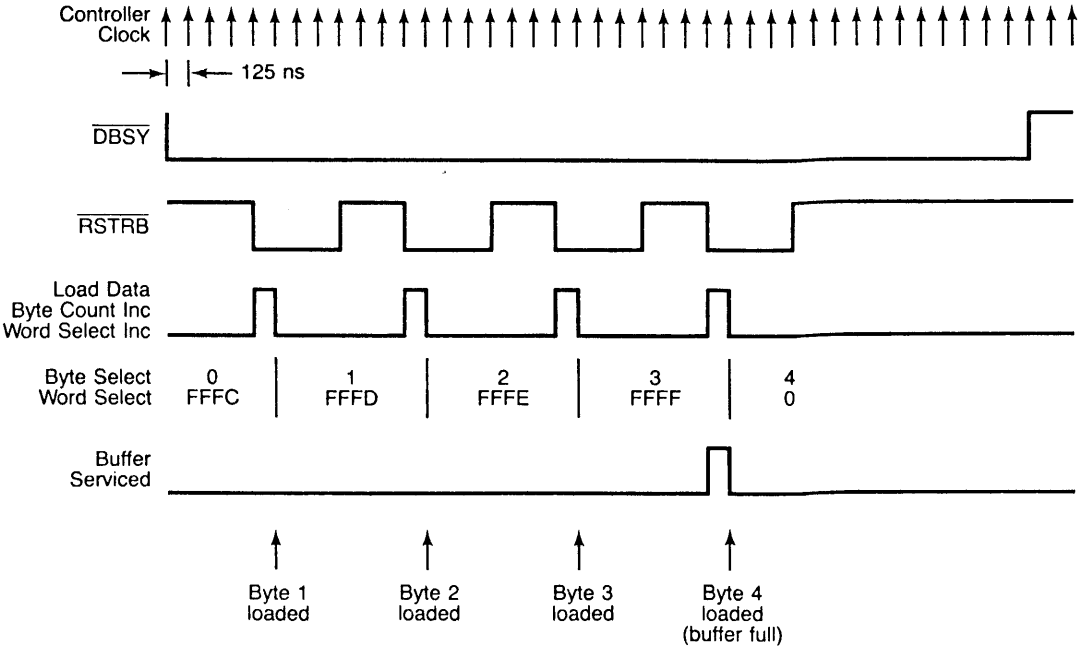 Controller
Clock
125 ns
DBSY
RSTRB
Load Data
Byte Count Inc
Word Select Inc
Byte Select 0 1 2 3 4
Word Select FFFC FFFD FFFE FFFF 0
Buffer
Serviced
Byte 1 Byte 2 Byte 3 Byte 4
loaded loaded loaded loaded
(buffer full)